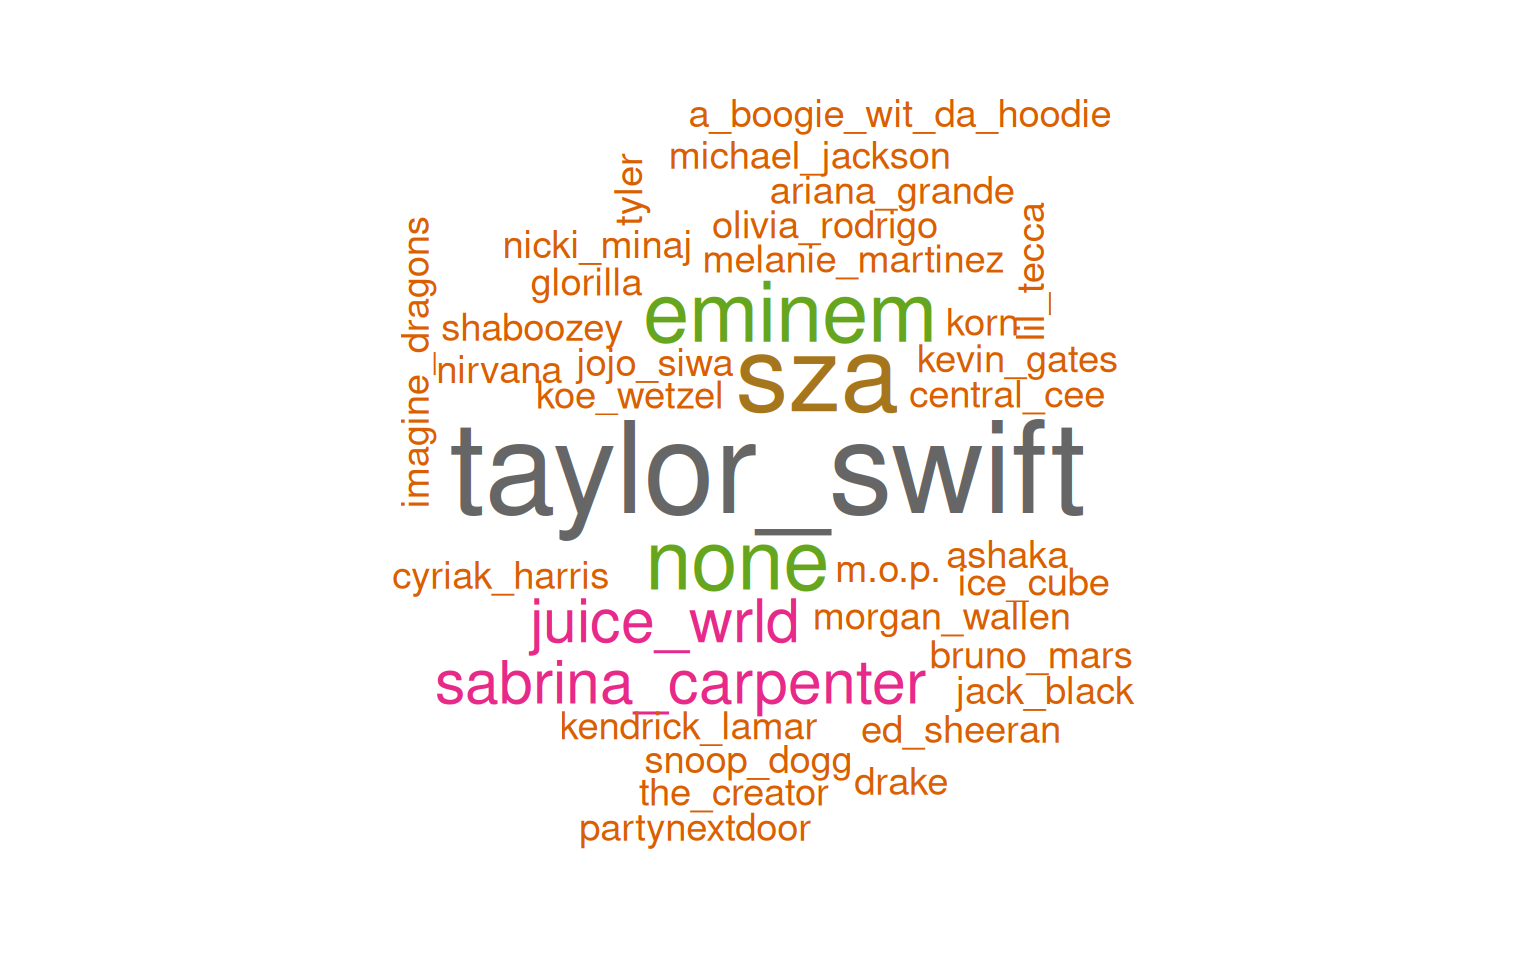 a_boogie_wit_da_hoodie
michael_jackson
tyler
ariana_grande
lil_tecca
olivia_rodrigo
imagine_dragons
nicki_minaj
melanie_martinez
glorilla
eminem
korn
shaboozey
sza
jojo_siwa
kevin_gates
nirvana
koe_wetzel
central_cee
taylor_swift
none
ashaka
m.o.p.
cyriak_harris
ice_cube
juice_wrld
morgan_wallen
bruno_mars
sabrina_carpenter
jack_black
kendrick_lamar
ed_sheeran
snoop_dogg
drake
the_creator
partynextdoor